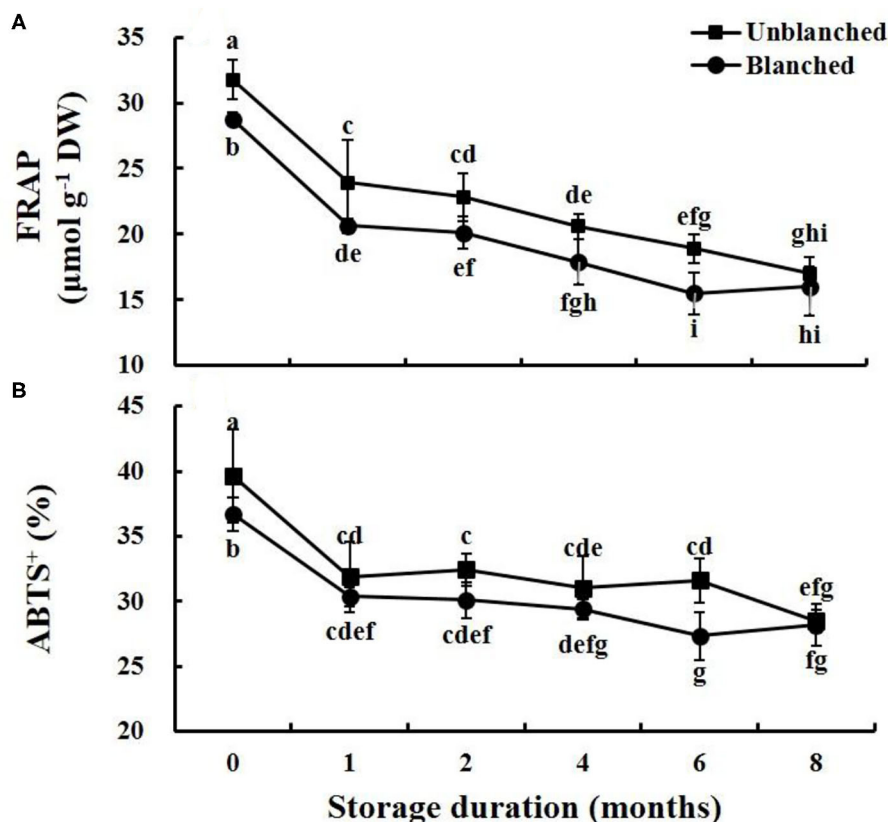 A
Unblanched
Blanched
FRAP
(μmol g⁻¹ DW)
35
30
25
20
15
10
a
c
cd
de
efg
ghi
b
de
ef
fgh
i
hi
B
ABTS⁺ (%)
45
40
35
30
25
20
a
cd
c
cde
cd
efg
b
cdef
cdef
defg
g
fg
0 1 2 4 6 8
Storage duration (months)